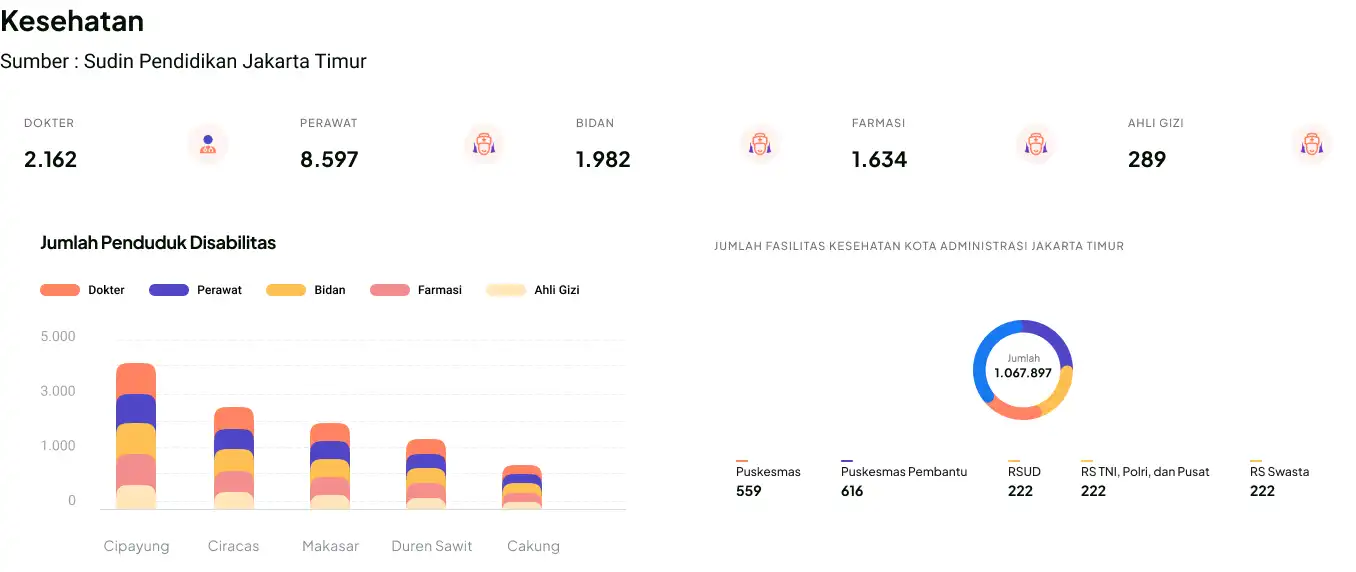 Kesehatan
Sumber : Sudin Pendidikan Jakarta Timur
DOKTER
2.162
PERAWAT
8.597
BIDAN
1.982
FARMASI
1.634
AHLI GIZI
289
Jumlah Penduduk Disabilitas
Dokter Perawat Bidan Farmasi Ahli Gizi
5.000
3.000
1.000
0
Cipayung Ciracas Makasar Duren Sawit Cakung
JUMLAH FASILITAS KESEHATAN KOTA ADMINISTRASI JAKARTA TIMUR
Jumlah
1.067.897
Puskesmas
559
Puskesmas Pembantu
616
RSUD
222
RS TNI, Polri, dan Pusat
222
RS Swasta
222